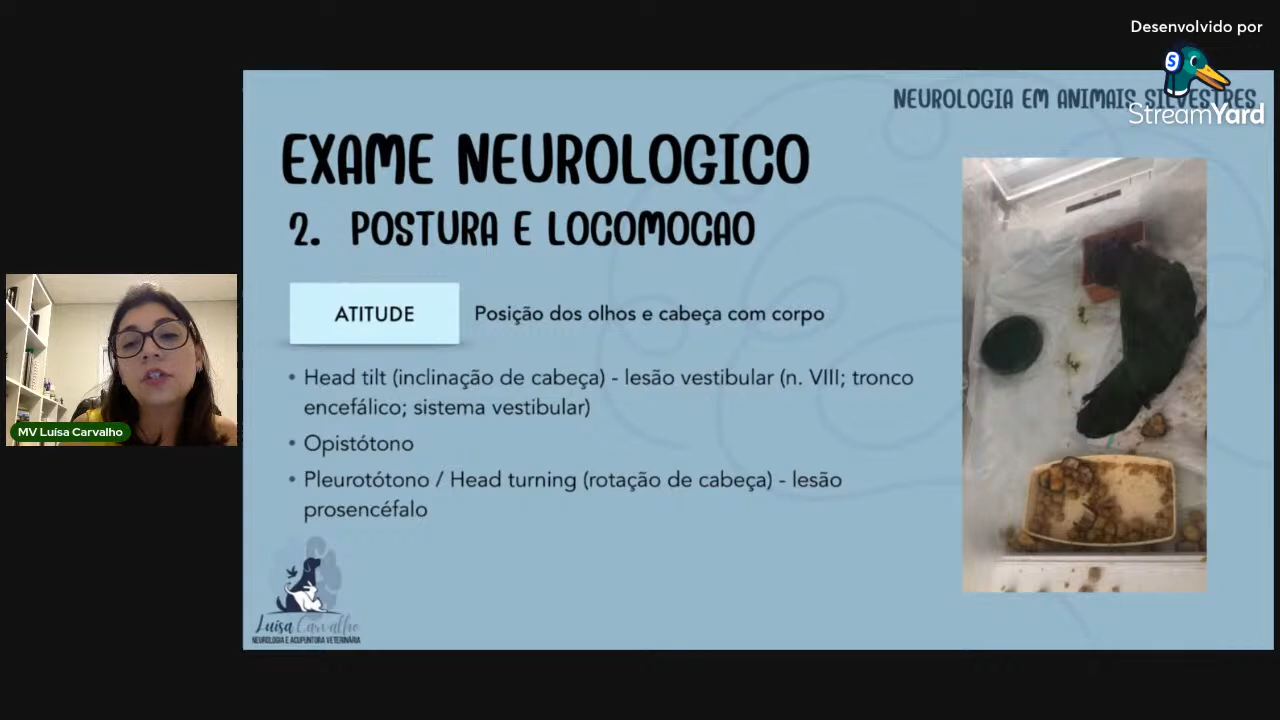 Desenvolvido por
StreamYard
NEUROLOGIA EM ANIMAIS SILVESTRES
EXAME NEUROLOGICO
2. POSTURA E LOCOMOCAO
ATITUDE
Posição dos olhos e cabeça com corpo
• Head tilt (inclinação de cabeça) - lesão vestibular (n. VIII; tronco
encefálico; sistema vestibular)
• Opistótono
• Pleurotótono / Head turning (rotação de cabeça) - lesão
prosencéfalo
MV Luísa Carvalho
Luísa Carvalho
NEUROLOGIA E ACUPUNTURA VETERINÁRIA